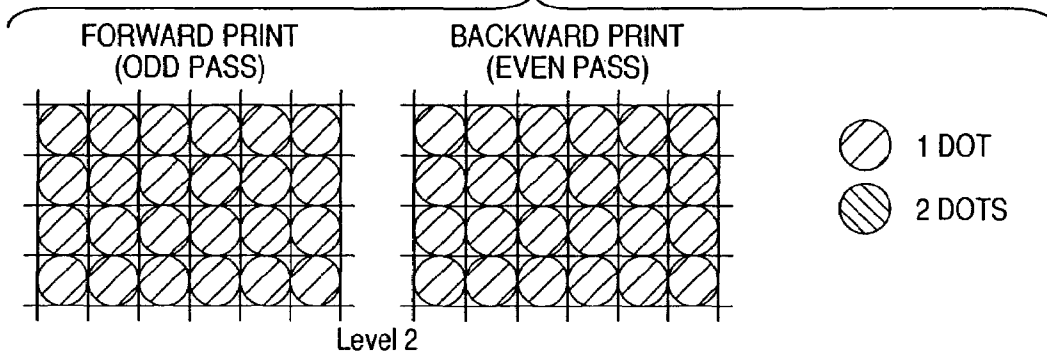 FORWARD PRINT
(ODD PASS)
BACKWARD PRINT
(EVEN PASS)
1 DOT
2 DOTS
Level 2